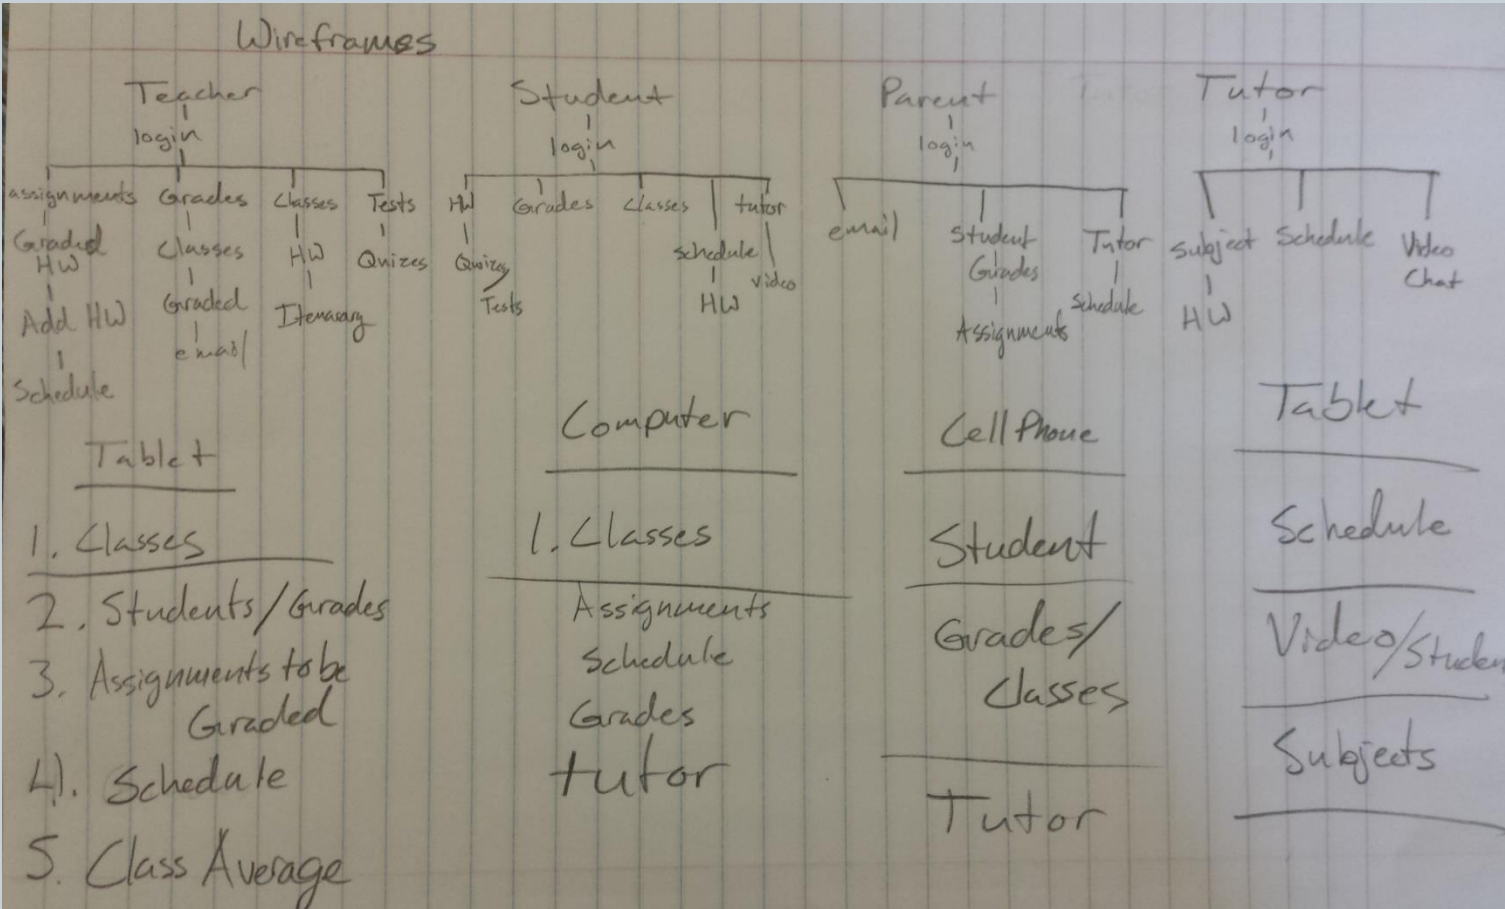 Wireframes
Teacher
login
assignments Grades Classes Tests
Graded HW Classes HW Quizes
Add HW Graded Itenarary
Schedule email
Student
login
HW Grades Classes tutor
Quizes Schedule video
Tests HW
Parent
login
email Student Grades Tutor
Assignments Schedule
Tutor
login
Subject Schedule Video Chat
HW
Tablet
1. Classes
2. Students/Grades
3. Assignments to be
Graded
4). Schedule
5. Class Average
Computer
1. Classes
Assignments
Schedule
Grades
tutor
Cell Phone
Student
Grades/
Classes
Tutor
Tablet
Schedule
Video/Studen
Subjects